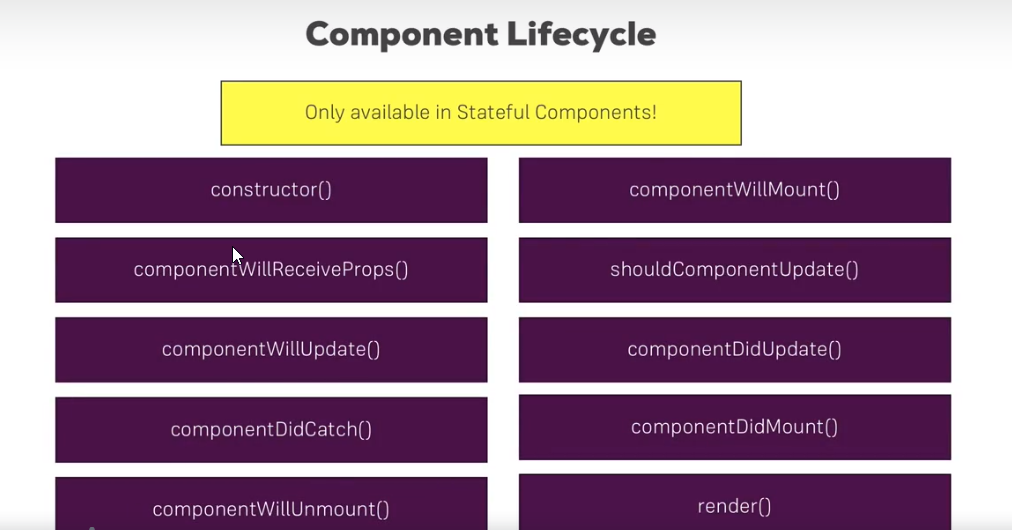 Component Lifecycle
Only available in Stateful Components!
constructor()
componentWillMount()
componentWillReceiveProps()
shouldComponentUpdate()
componentWillUpdate()
componentDidUpdate()
componentDidCatch()
componentDidMount()
componentWillUnmount()
render()